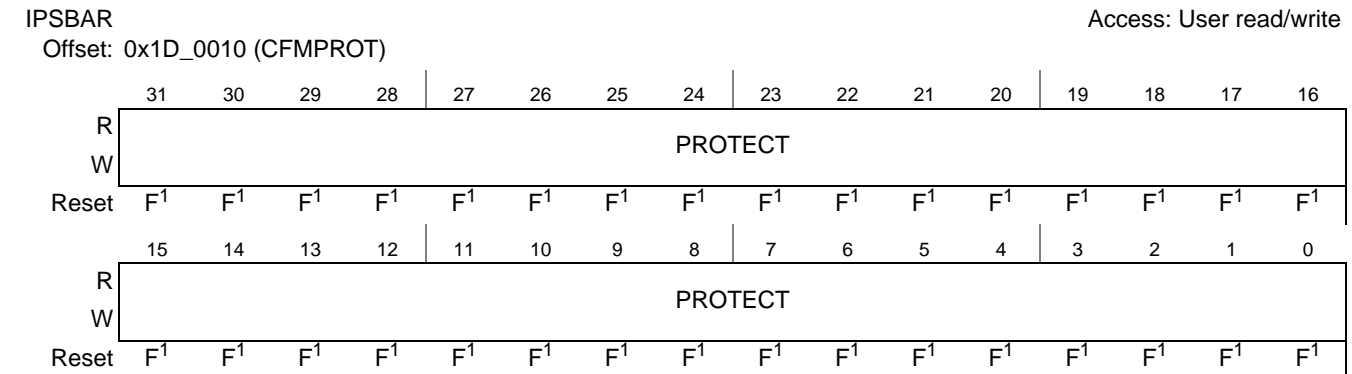 IPSBAR Access: User read/write
Offset: 0x1D_0010 (CFMPROT)
31 30 29 28 27 26 25 24 23 22 21 20 19 18 17 16
R
PROTECT
W
Reset F1 F1 F1 F1 F1 F1 F1 F1 F1 F1 F1 F1 F1 F1 F1 F1
15 14 13 12 11 10 9 8 7 6 5 4 3 2 1 0
R
PROTECT
W
Reset F1 F1 F1 F1 F1 F1 F1 F1 F1 F1 F1 F1 F1 F1 F1 F1